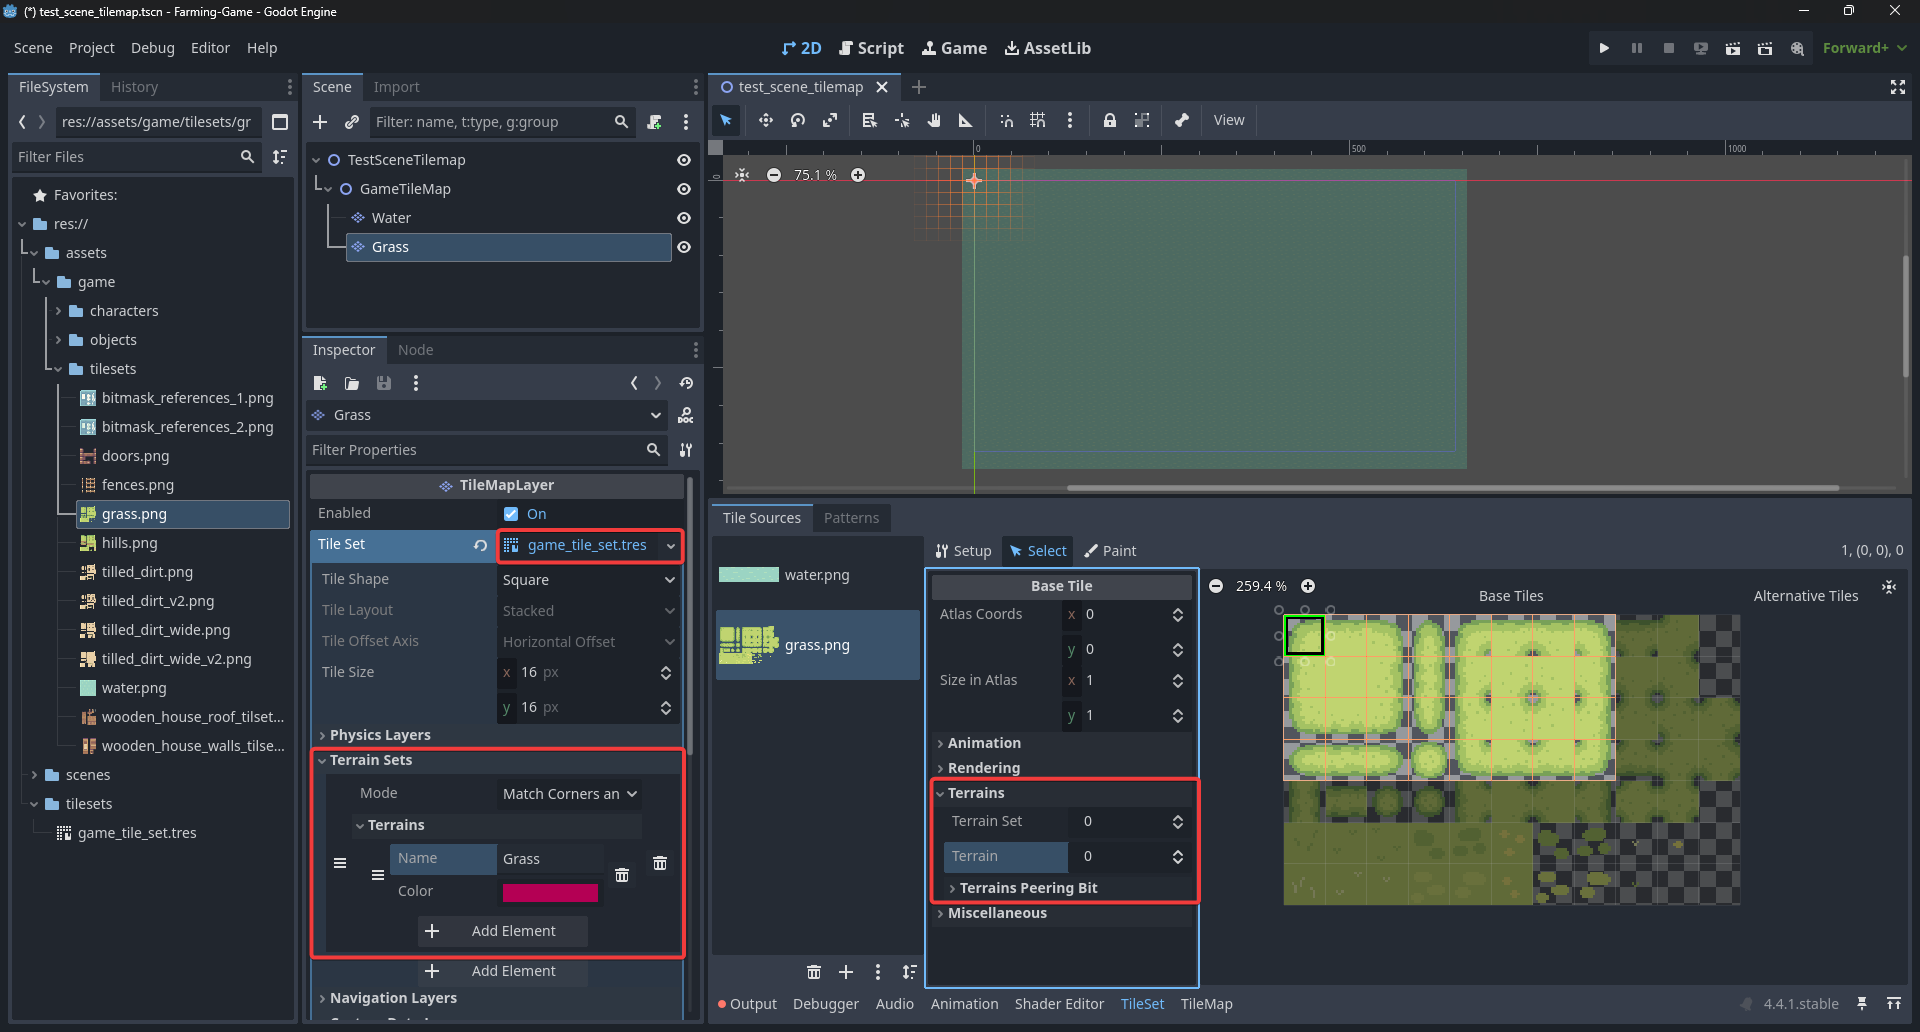 (*) test_scene_tilemap.tscn - Farming-Game - Godot Engine
Scene Project Debug Editor Help
2D Script Game AssetLib
Forward+
FileSystem History
res://assets/game/tilesets/gr
Filter Files
Favorites:
res://
assets
game
characters
objects
tilesets
bitmask_references_1.png
bitmask_references_2.png
doors.png
fences.png
grass.png
hills.png
tilled_dirt.png
tilled_dirt_v2.png
tilled_dirt_wide.png
tilled_dirt_wide_v2.png
water.png
wooden_house_roof_tilset...
wooden_house_walls_tilse...
scenes
tilesets
game_tile_set.tres
Scene Import
Filter: name, t:type, g:group
TestSceneTilemap
GameTileMap
Water
Grass
Inspector Node
Grass
DOC
Filter Properties
TileMapLayer
Enabled On
Tile Set game_tile_set.tres
Tile Shape Square
Tile Layout Stacked
Tile Offset Axis Horizontal Offset
Tile Size x 16 px
y 16 px
Physics Layers
Terrain Sets
Mode Match Corners an
Terrains
Name Grass
Color
Add Element
Add Element
Navigation Layers
test_scene_tilemap
View
0 500 1000
0
75.1 %
Tile Sources Patterns
water.png
grass.png
Setup Select Paint
1, (0, 0), 0
Base Tile
Atlas Coords x 0
y 0
Size in Atlas x 1
y 1
Animation
Rendering
Terrains
Terrain Set 0
Terrain 0
Terrains Peering Bit
Miscellaneous
259.4 %
Base Tiles
Alternative Tiles
Output Debugger Audio Animation Shader Editor TileSet TileMap
4.4.1.stable